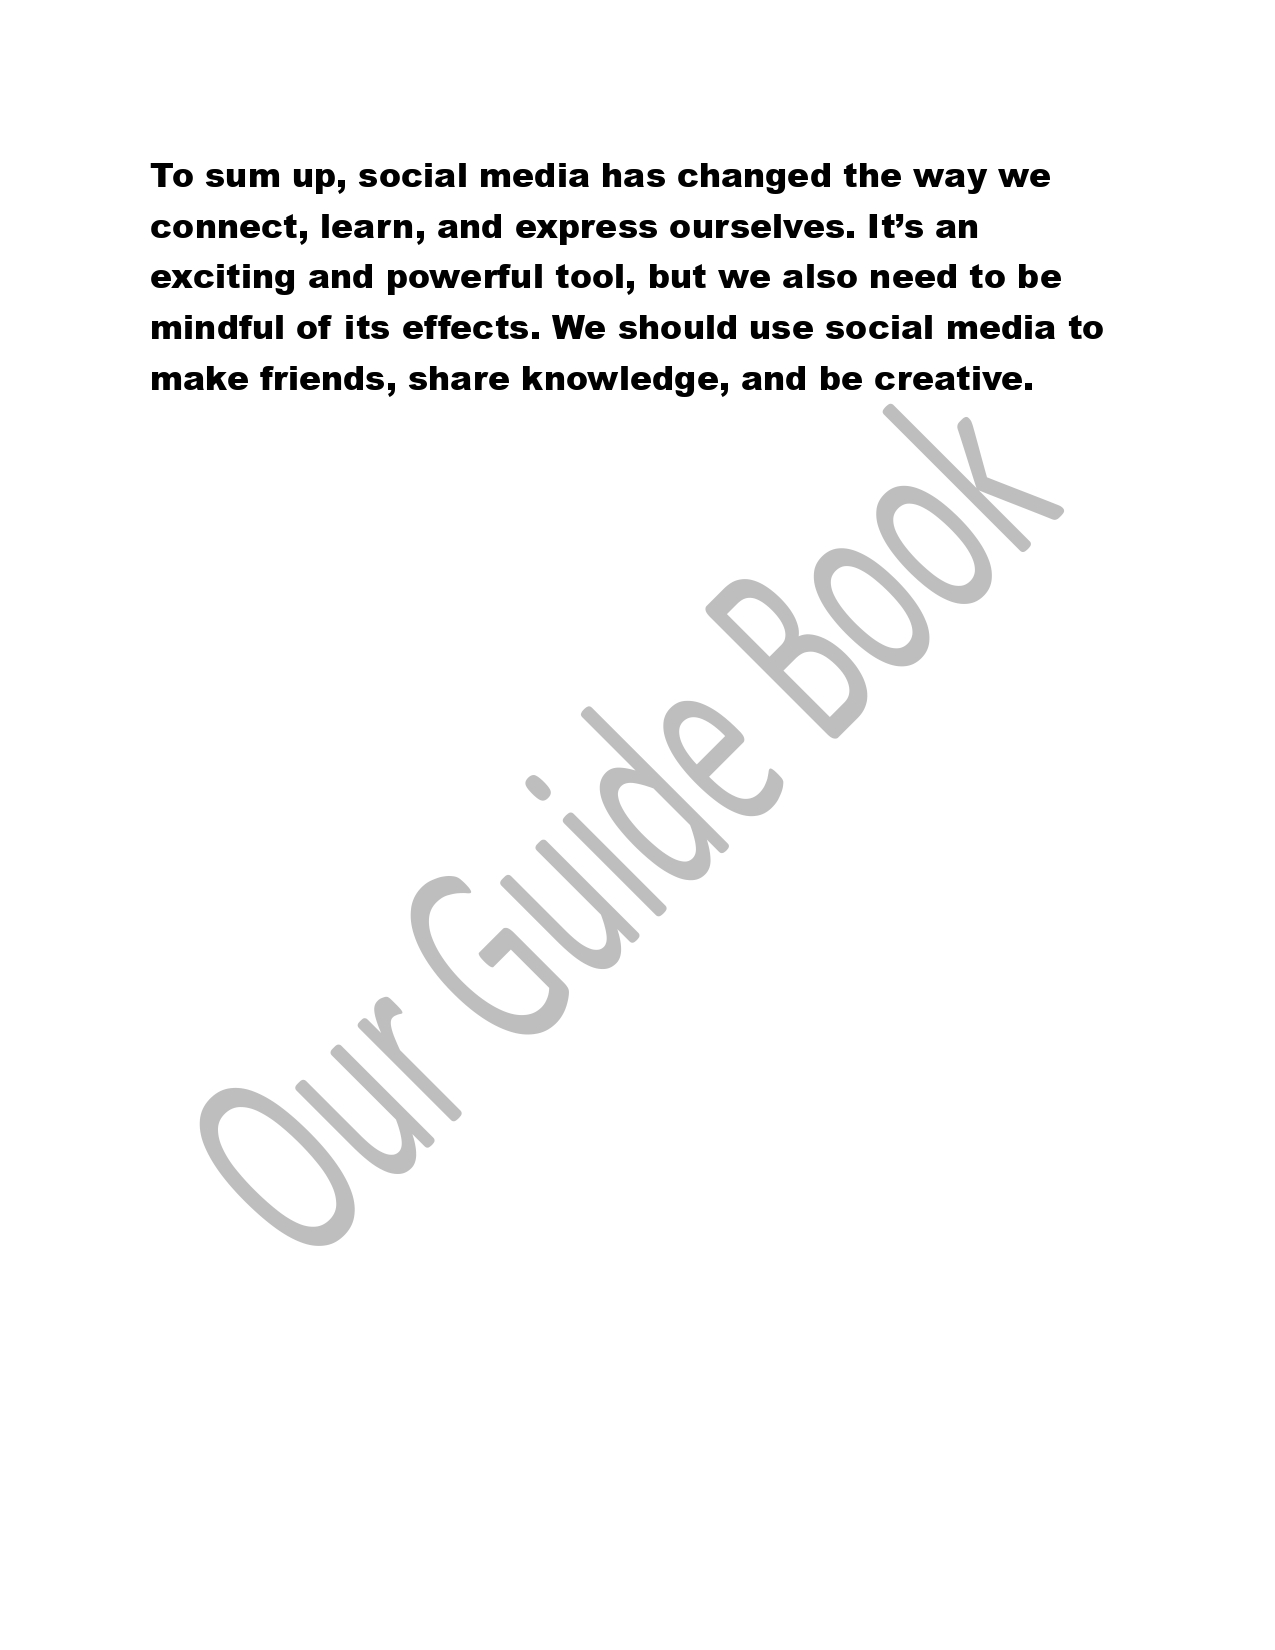 To sum up, social media has changed the way we
connect, learn, and express ourselves. It’s an
exciting and powerful tool, but we also need to be
mindful of its effects. We should use social media to
make friends, share knowledge, and be creative.
Our Guide Book